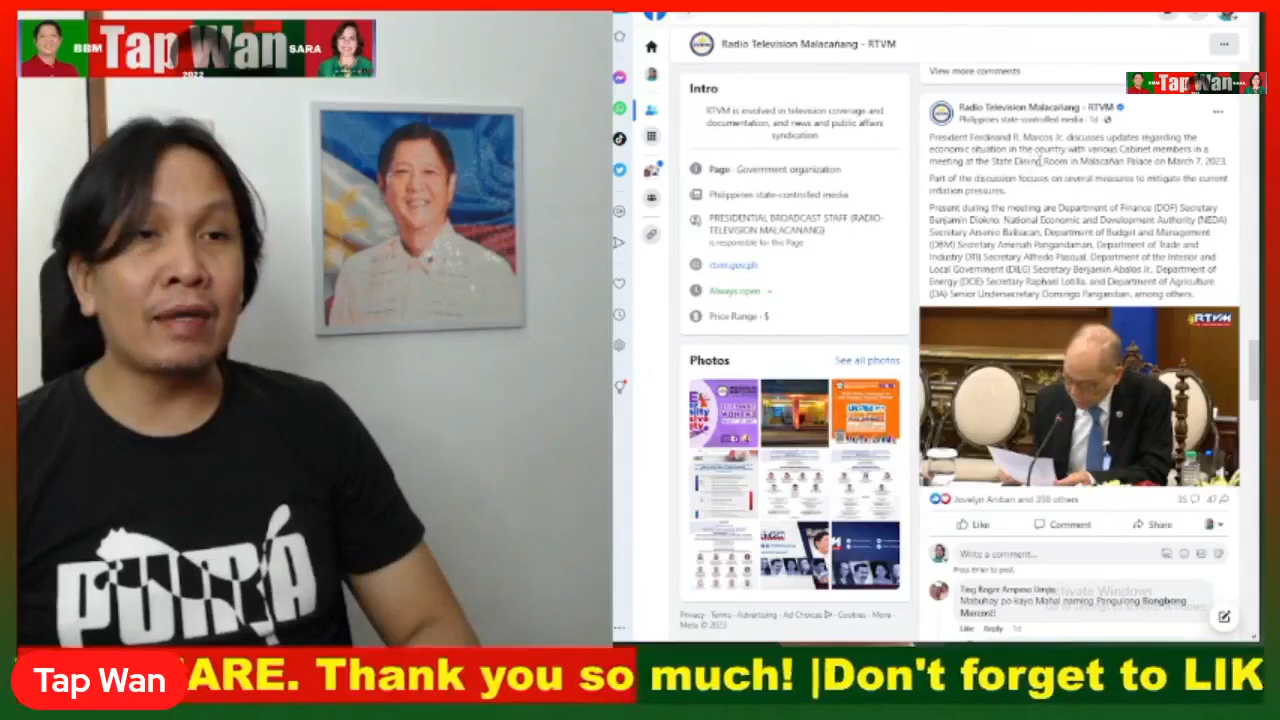 BBM Tap Wan SARA
2022
PUMA
Radio Television Malacañang - RTVM
Intro
RTVM is involved in television coverage and
documentation, and news and public affairs
syndication
Page · Government organization
Philippines state-controlled media
PRESIDENTIAL BROADCAST STAFF (RADIO-
TELEVISION MALACANANG)
is responsible for this Page
rtvm.gov.ph
Always open
Price Range · $
Photos
See all photos
Privacy · Terms · Advertising · Ad Choices · Cookies · More ·
Meta © 2023
View more comments
BBM Tap Wan
Radio Television Malacañang - RTVM
Philippines state-controlled media · 1d ·
President Ferdinand R. Marcos Jr. discusses updates regarding the
economic situation in the country with various Cabinet members in a
meeting at the State Dining Room in Malacañan Palace on March 7, 2023.
Part of the discussion focuses on several measures to mitigate the current
inflation pressures.
Present during the meeting are Department of Finance (DOF) Secretary
Benjamin Diokno, National Economic and Development Authority (NEDA)
Secretary Arsenio Balisacan, Department of Budget and Management
(DBM) Secretary Amenah Pangandaman, Department of Trade and
Industry (DTI) Secretary Alfredo Pascual, Department of the Interior and
Local Government (DILG) Secretary Benjamin Abalos Jr., Department of
Energy (DOE) Secretary Raphael Lotilla, and Department of Agriculture
(DA) Senior Undersecretary Domingo Panganiban, among others.
RTVM
Jovelyn Aniban and 398 others
35
47
Like
Comment
Share
Write a comment...
Press Enter to post.
Activate Windows
Mabuhay po kayo Mahal naming Pangulong Bongbong
Marcos!!
Like Reply 1d
Tap Wan
ARE. Thank you so much! |Don't forget to LIK